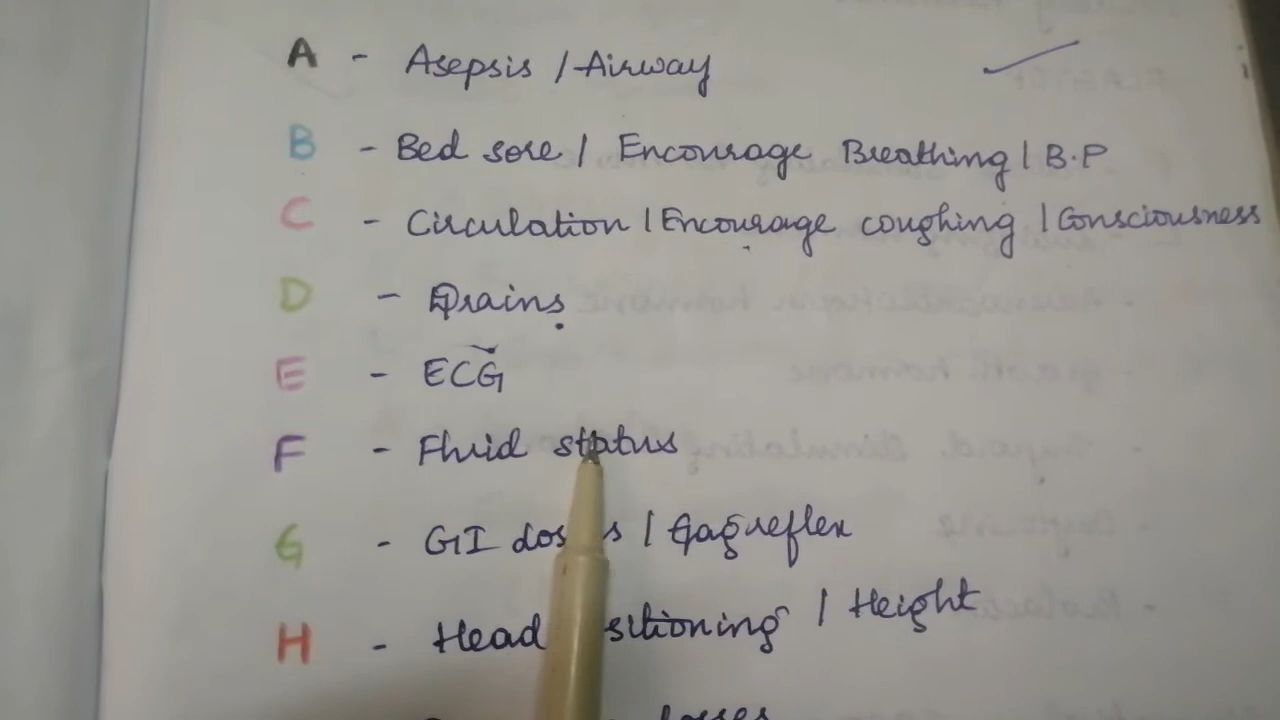 A - Asepsis / Airway
B - Bed sore / Encourage Breathing / B.P
C - Circulation / Encourage coughing / Consciousness
D - Drains
E - ECG
F - Fluid status
G - GI / Gag reflex
H - Head / Height
losses